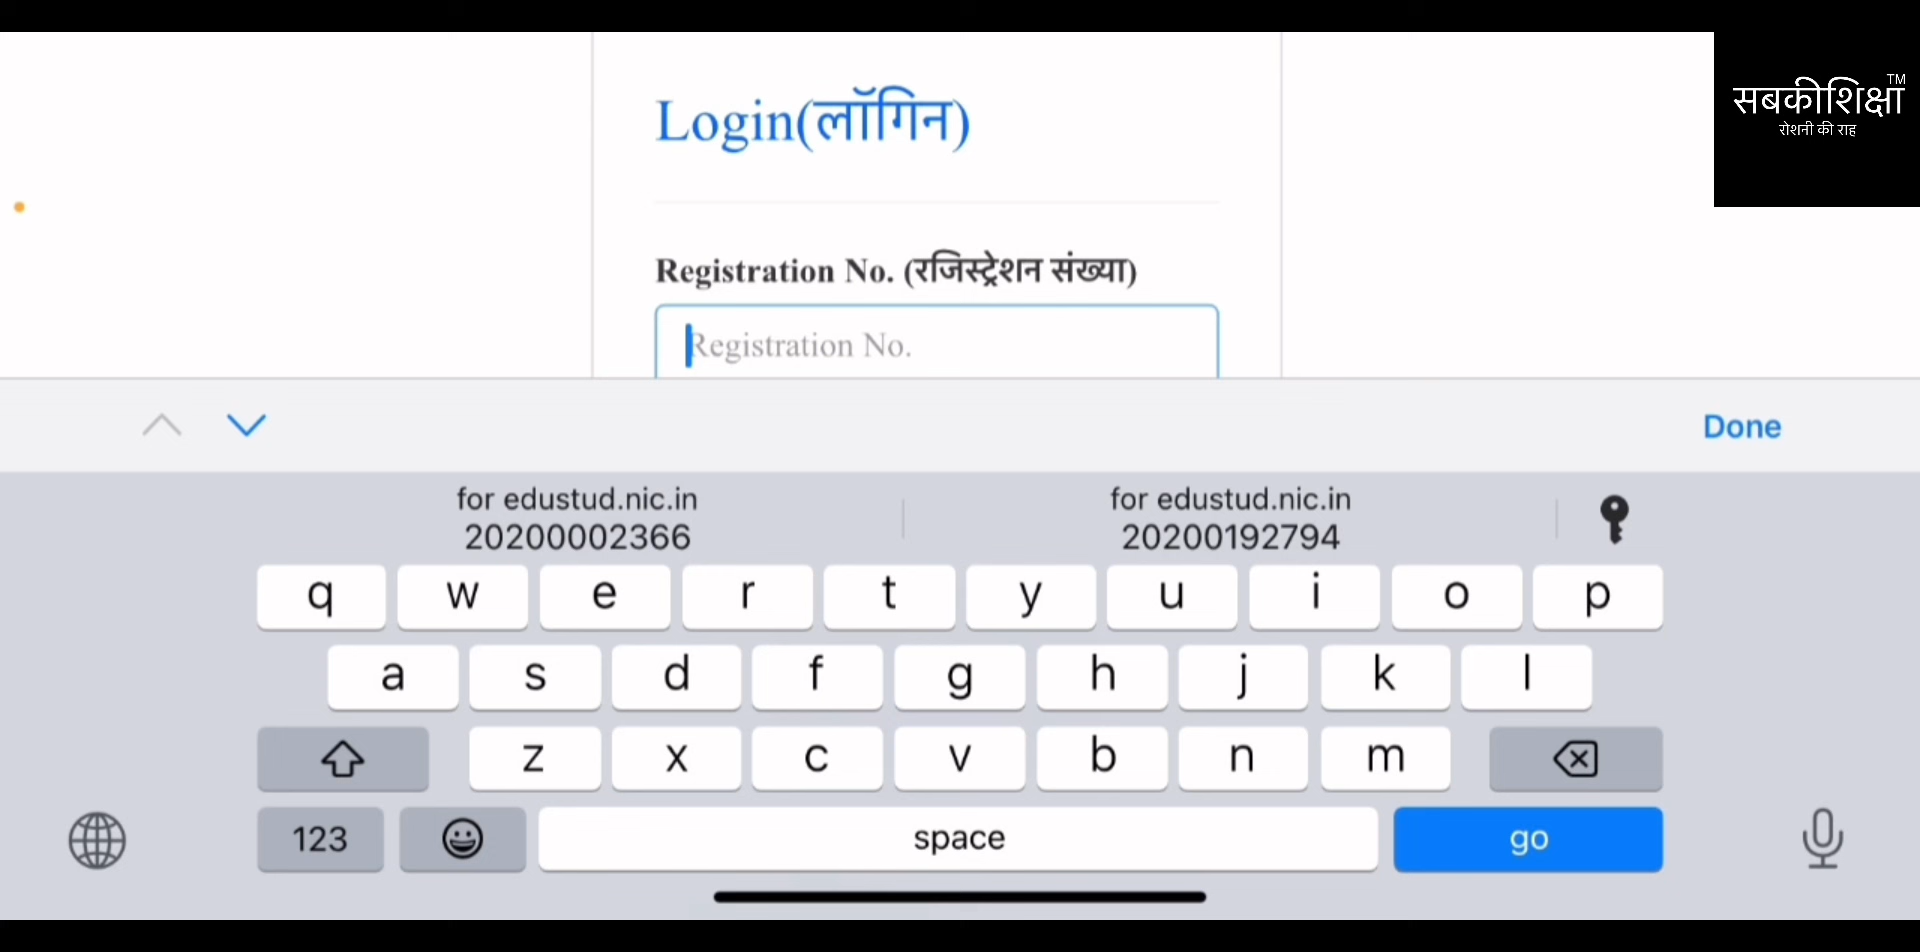 सबकीशिक्षा™
रोशनी की राह
Login(लॉगिन)
Registration No. (रजिस्ट्रेशन संख्या)
Registration No.
Done
for edustud.nic.in
20200002366
for edustud.nic.in
20200192794
q w e r t y u i o p
a s d f g h j k l
z x c v b n m
123 space go